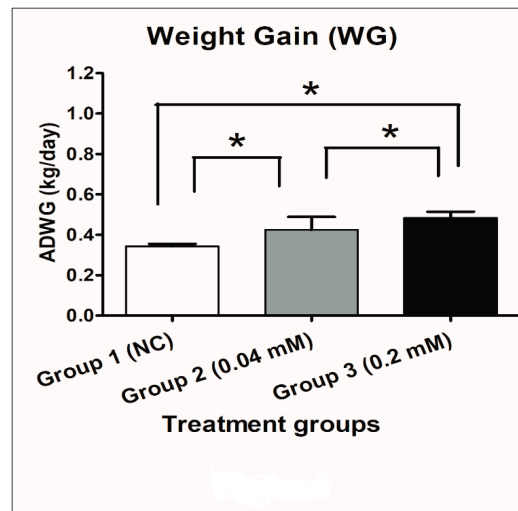 Weight Gain (WG)
*
*
*
ADWG (kg/day)
1.2
1.0
0.8
0.6
0.4
0.2
0.0
Group 1 (NC)
Group 2 (0.04 mM)
Group 3 (0.2 mM)
Treatment groups